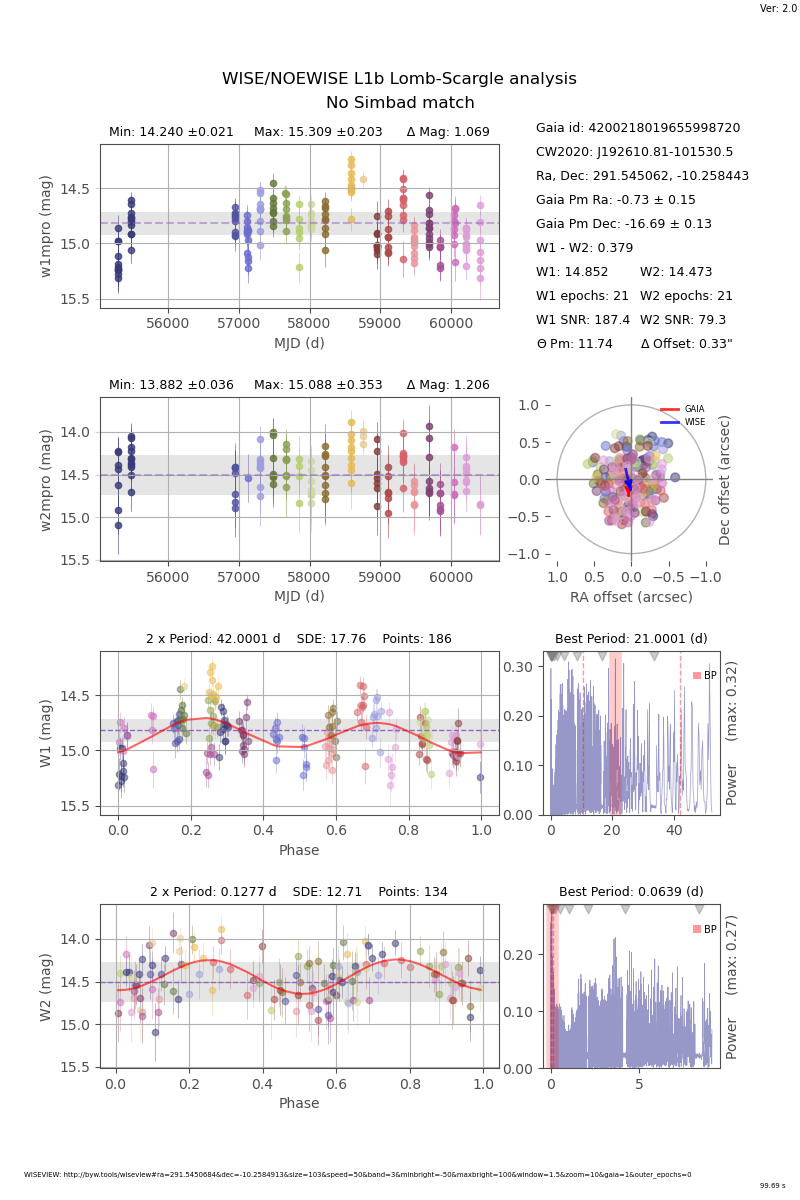 Ver: 2.0
WISE/NOEWISE L1b Lomb-Scargle analysis
No Simbad match
Min: 14.240 ±0.021 Max: 15.309 ±0.203 Δ Mag: 1.069
w1mpro (mag)
14.5
15.0
15.5
56000 57000 58000 59000 60000
MJD (d)
Gaia id: 4200218019655998720
CW2020: J192610.81-101530.5
Ra, Dec: 291.545062, -10.258443
Gaia Pm Ra: -0.73 ± 0.15
Gaia Pm Dec: -16.69 ± 0.13
W1 - W2: 0.379
W1: 14.852 W2: 14.473
W1 epochs: 21 W2 epochs: 21
W1 SNR: 187.4 W2 SNR: 79.3
Θ Pm: 11.74 Δ Offset: 0.33"
Min: 13.882 ±0.036 Max: 15.088 ±0.353 Δ Mag: 1.206
w2mpro (mag)
14.0
14.5
15.0
15.5
56000 57000 58000 59000 60000
MJD (d)
GAIA
WISE
1.0
0.5
0.0
−0.5
−1.0
Dec offset (arcsec)
1.0 0.5 0.0 −0.5 −1.0
RA offset (arcsec)
2 x Period: 42.0001 d SDE: 17.76 Points: 186
W1 (mag)
14.5
15.0
15.5
0.0 0.2 0.4 0.6 0.8 1.0
Phase
Best Period: 21.0001 (d)
BP
0.30
0.20
0.10
0.00
Power (max: 0.32)
0 20 40
2 x Period: 0.1277 d SDE: 12.71 Points: 134
W2 (mag)
14.0
14.5
15.0
15.5
0.0 0.2 0.4 0.6 0.8 1.0
Phase
Best Period: 0.0639 (d)
BP
0.20
0.10
0.00
Power (max: 0.27)
0 5
WISEVIEW: http://byw.tools/wiseview#ra=291.5450684&dec=-10.2584913&size=103&speed=50&band=3&minbright=-50&maxbright=100&window=1.5&zoom=10&gaia=1&outer_epochs=0
99.69 s